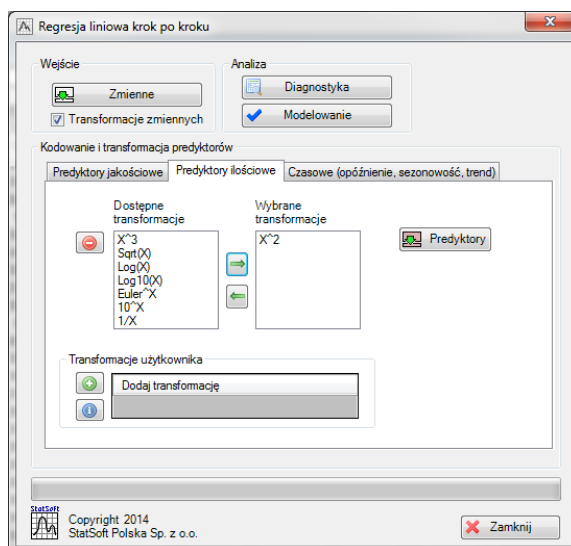 Regresja liniowa krok po kroku
Wejście
Zmienne
Transformacje zmiennych
Analiza
Diagnostyka
Modelowanie
Kodowanie i transformacja predyktorów
Predyktory jakościowe
Predyktory ilościowe
Czasowe (opóźnienie, sezonowość, trend)
Dostępne
transformacje
X^3
Sqrt(X)
Log(X)
Log10(X)
Euler^X
10^X
1/X
Wybrane
transformacje
X^2
Predyktory
Transformacje użytkownika
Dodaj transformację
StatSoft
Copyright 2014
StatSoft Polska Sp. z o.o.
Zamknij